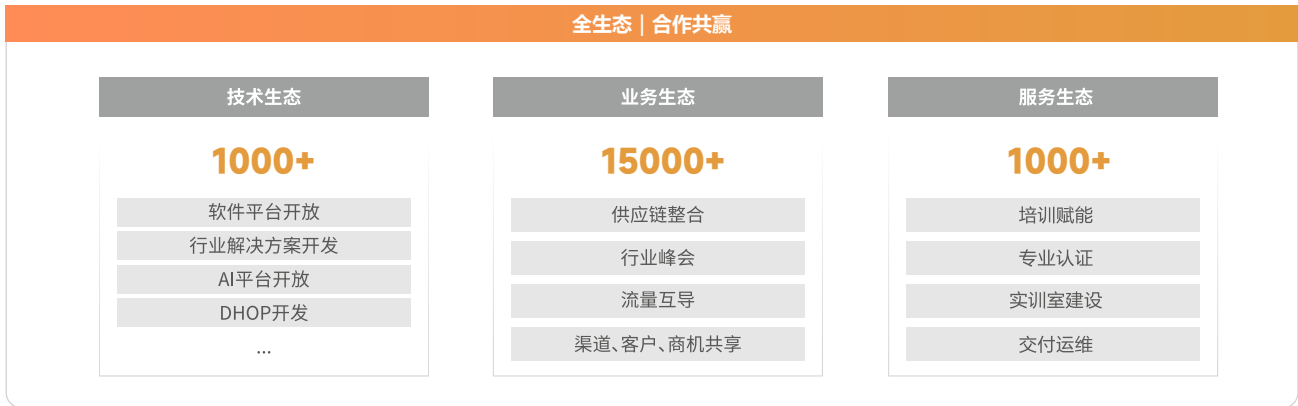 全生态｜合作共赢
技术生态
1000+
软件平台开放
行业解决方案开发
AI平台开放
DHOP开发
...
业务生态
15000+
供应链整合
行业峰会
流量互导
渠道、客户、商机共享
服务生态
1000+
培训赋能
专业认证
实训室建设
交付运维